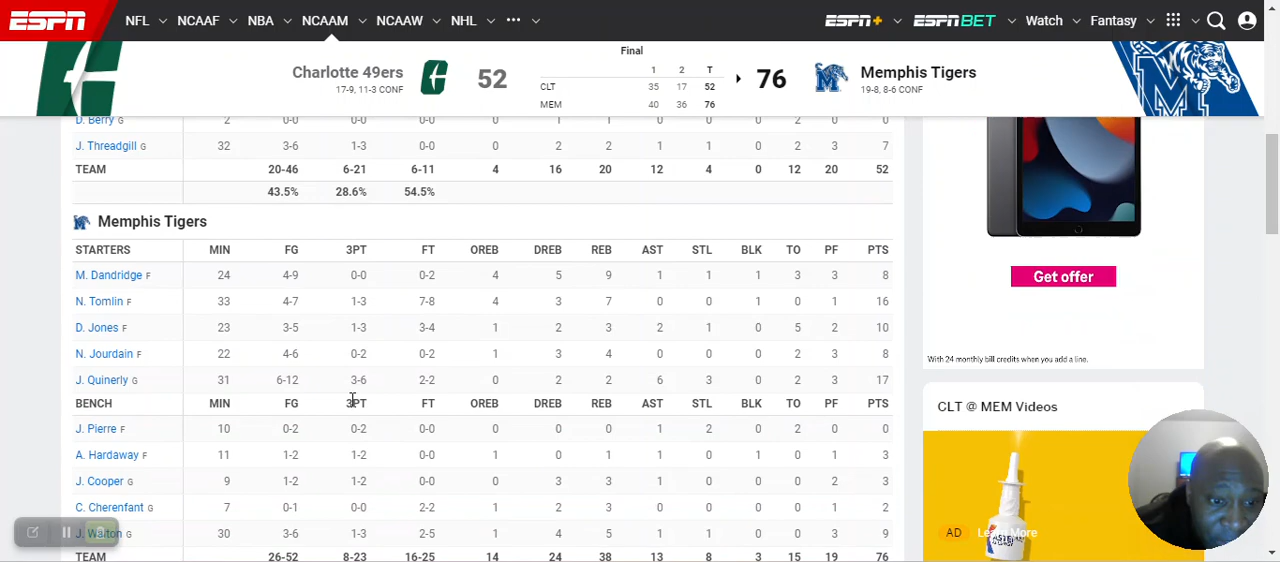 ESPN NFL NCAAF NBA NCAAM NCAAW NHL ESPN+ ESPN BET Watch Fantasy
Final
Charlotte 49ers 52 1 2 T 76 Memphis Tigers
17-9, 11-3 CONF CLT 35 17 52 19-8, 8-6 CONF
MEM 40 36 76
D. Berry G 2 0-0 0-0 0-0 0 1 1 0 0 0 2 0 0
J. Threadgill G 32 3-6 1-3 0-0 0 2 2 1 1 0 2 3 7
TEAM 20-46 6-21 6-11 4 16 20 12 4 0 12 20 52
43.5% 28.6% 54.5%
Memphis Tigers
STARTERS MIN FG 3PT FT OREB DREB REB AST STL BLK TO PF PTS
M. Dandridge F 24 4-9 0-0 0-2 4 5 9 1 1 1 3 3 8
N. Tomlin F 33 4-7 1-3 7-8 4 3 7 0 0 1 0 1 16
D. Jones F 23 3-5 1-3 3-4 1 2 3 2 1 0 5 2 10
N. Jourdain F 22 4-6 0-2 0-2 1 3 4 0 0 0 2 3 8
J. Quinerly G 31 6-12 3-6 2-2 0 2 2 6 3 0 2 3 17
BENCH MIN FG 3PT FT OREB DREB REB AST STL BLK TO PF PTS
J. Pierre F 10 0-2 0-2 0-0 0 0 0 1 2 0 2 0 0
A. Hardaway F 11 1-2 1-2 0-0 1 0 1 1 0 1 0 1 3
J. Cooper G 9 1-2 1-2 0-0 0 3 3 1 0 0 0 2 3
C. Cherenfant G 7 0-1 0-0 2-2 1 2 3 0 0 0 0 1 2
J. Walton G 30 3-6 1-3 2-5 1 4 5 1 1 0 0 3 9
TEAM 26-52 8-23 16-25 14 24 38 13 8 3 15 19 76
Get offer
With 24 monthly bill credits when you add a line.
CLT @ MEM Videos
AD Learn More